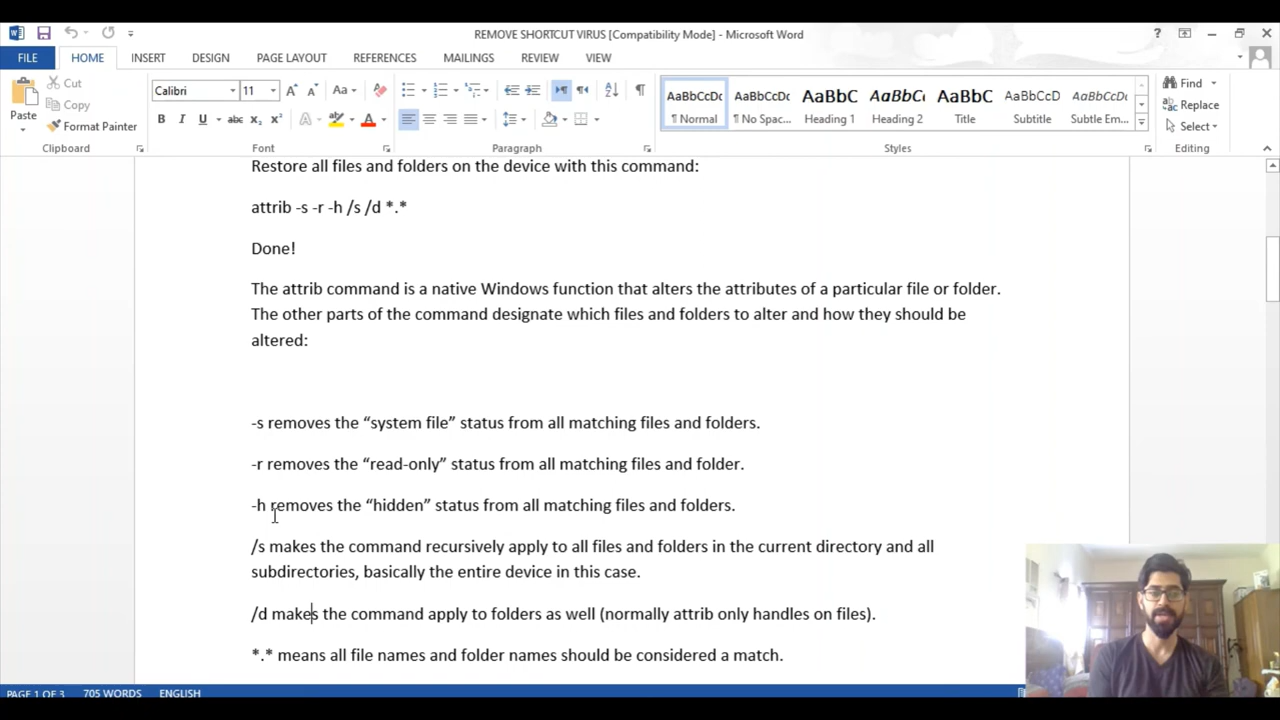 REMOVE SHORTCUT VIRUS [Compatibility Mode] - Microsoft Word
FILE HOME INSERT DESIGN PAGE LAYOUT REFERENCES MAILINGS REVIEW VIEW
Paste
Cut
Copy
Format Painter
Clipboard
Calibri 11
Font
Paragraph
AaBbCcDc AaBbCcDc AaBbC AaBbC AaBbC AaBbCcD AaBbCcDc
¶ Normal ¶ No Spac... Heading 1 Heading 2 Title Subtitle Subtle Em...
Styles
Find
Replace
Select
Editing
Restore all files and folders on the device with this command:
attrib -s -r -h /s /d *.*
Done!
The attrib command is a native Windows function that alters the attributes of a particular file or folder.
The other parts of the command designate which files and folders to alter and how they should be
altered:
-s removes the “system file” status from all matching files and folders.
-r removes the “read-only” status from all matching files and folder.
-h removes the “hidden” status from all matching files and folders.
/s makes the command recursively apply to all files and folders in the current directory and all
subdirectories, basically the entire device in this case.
/d makes the command apply to folders as well (normally attrib only handles on files).
*.* means all file names and folder names should be considered a match.
PAGE 1 OF 3 705 WORDS ENGLISH